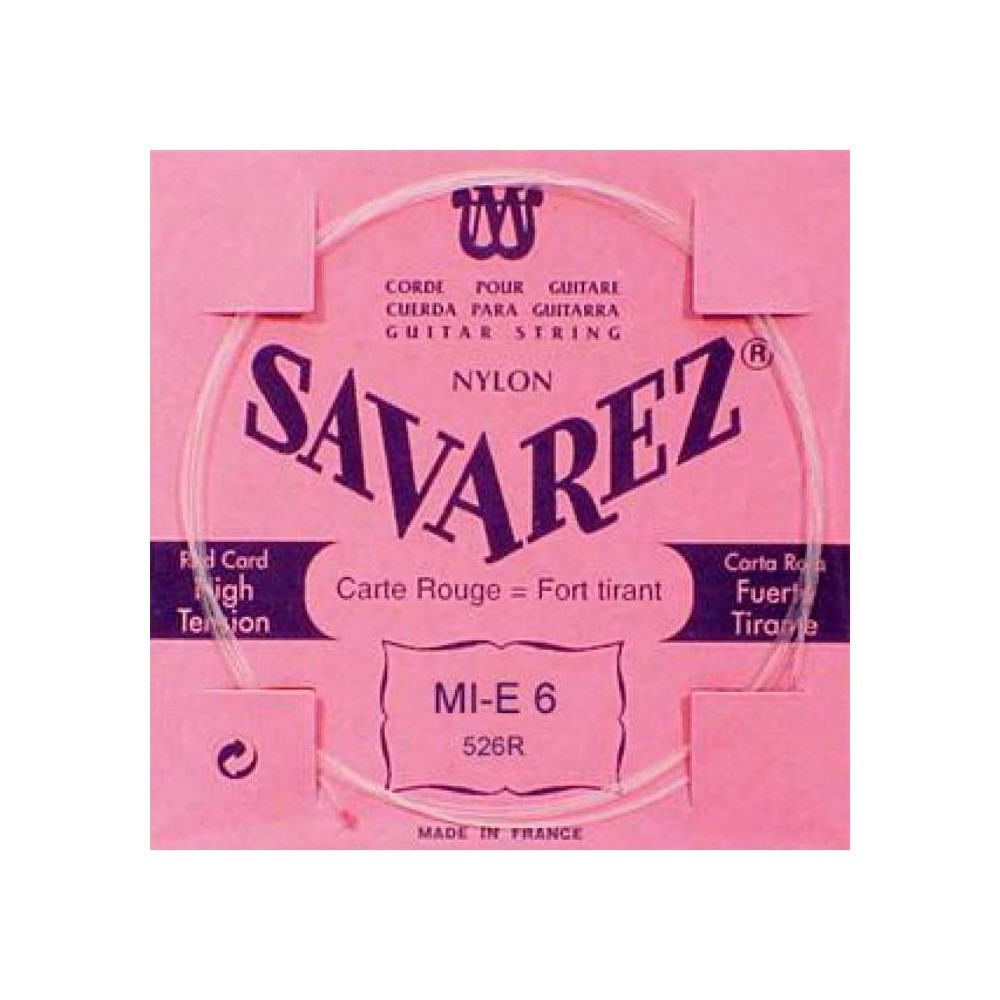 CORDE POUR GUITARE
CUERDA PARA GUITARRA
GUITAR STRING
NYLON
SAVAREZ®
Red Card
High
Tension
Carte Rouge = Fort tirant
Carta Roja
Fuerte
Tirante
MI-E 6
526R
MADE IN FRANCE